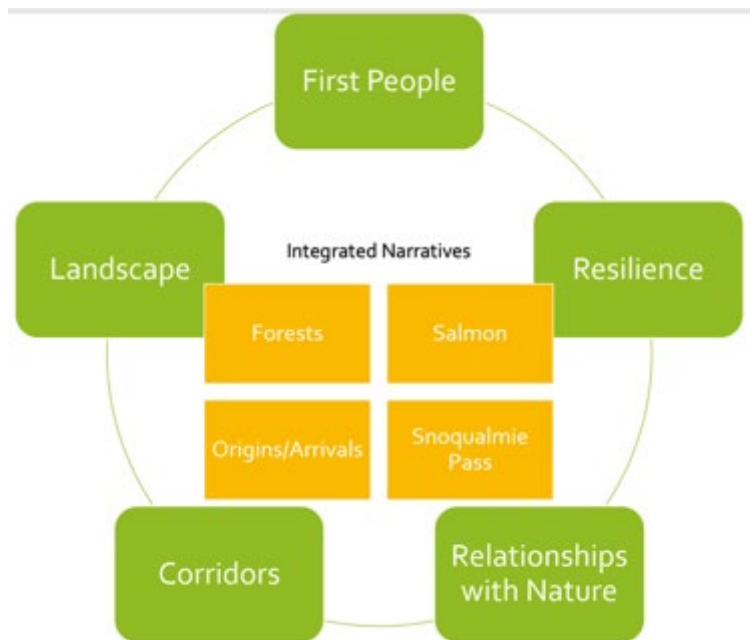 First People
Landscape
Resilience
Integrated Narratives
Forests
Salmon
Origins/Arrivals
Snoqualmie
Pass
Corridors
Relationships
with Nature